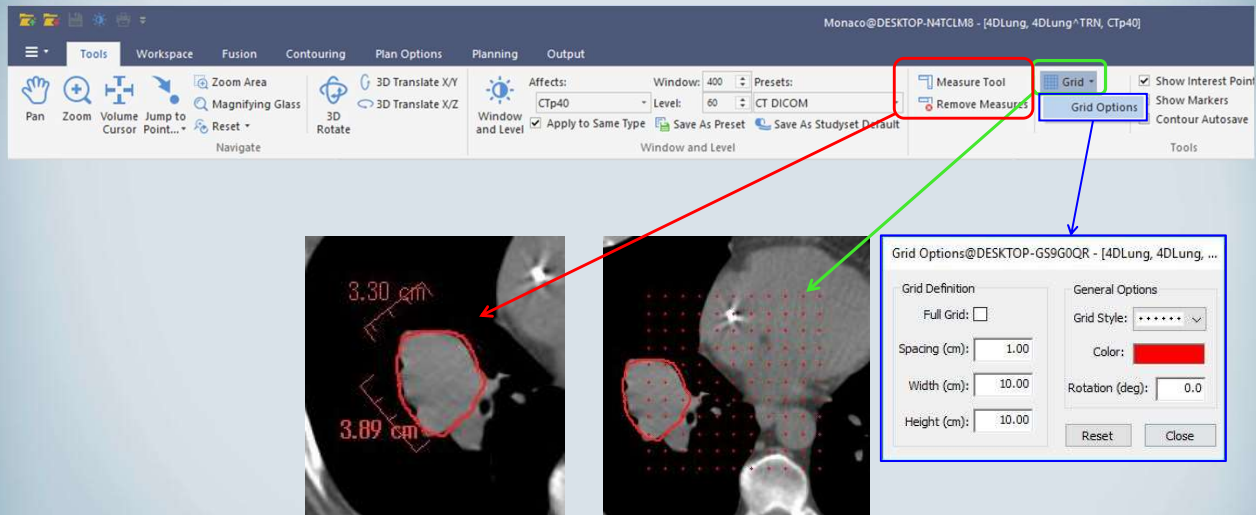 Monaco@DESKTOP-N4TCLM8 - [4DLung, 4DLung^TRN, CTp40]
Tools Workspace Fusion Contouring Plan Options Planning Output
Pan
Zoom
Volume Cursor
Jump to Point...
Zoom Area
Magnifying Glass
Reset
Navigate
3D Rotate
3D Translate X/Y
3D Translate X/Z
Window and Level
Affects:
CTp40
Apply to Same Type
Window: 400
Level: 60
Save As Preset
Presets:
CT DICOM
Save As Studyset Default
Window and Level
Measure Tool
Remove Measures
Grid
Grid Options
Show Interest Point
Show Markers
Contour Autosave
Tools
3.30 cm
3.89 cm
Grid Options@DESKTOP-GS9G0QR - [4DLung, 4DLung, ...
Grid Definition
Full Grid:
Spacing (cm): 1.00
Width (cm): 10.00
Height (cm): 10.00
General Options
Grid Style:
Color:
Rotation (deg): 0.0
Reset Close